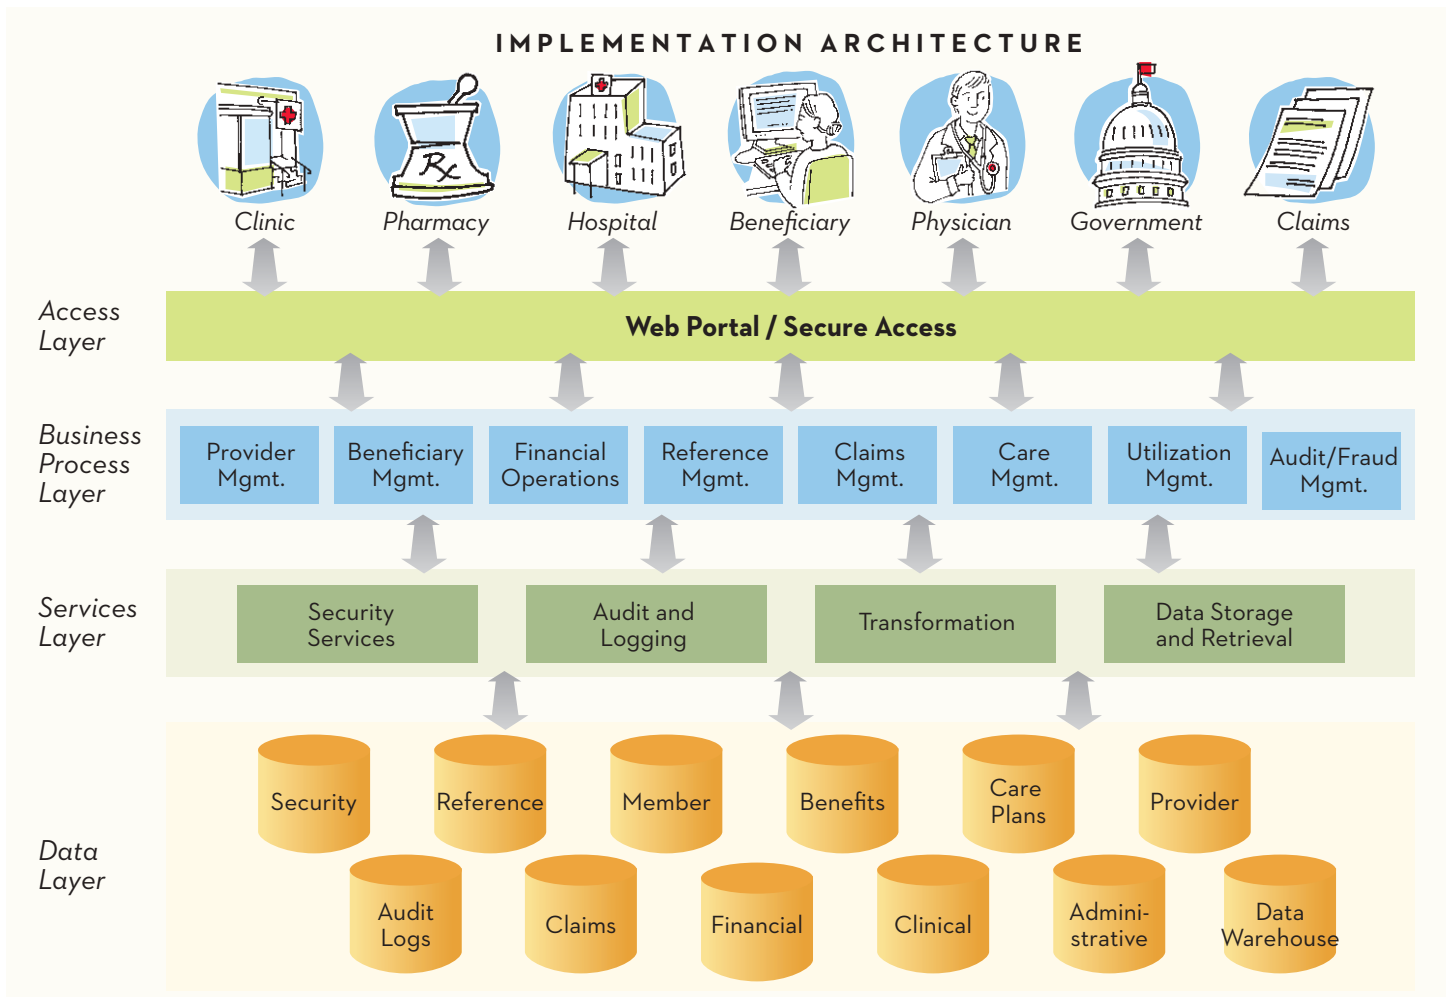 IMPLEMENTATION ARCHITECTURE
Rx
Clinic
Pharmacy
Hospital
Beneficiary
Physician
Government
Claims
Access
Layer
Web Portal / Secure Access
Business
Process
Layer
Provider
Mgmt.
Beneficiary
Mgmt.
Financial
Operations
Reference
Mgmt.
Claims
Mgmt.
Care
Mgmt.
Utilization
Mgmt.
Audit/Fraud
Mgmt.
Services
Layer
Security
Services
Audit and
Logging
Transformation
Data Storage
and Retrieval
Data
Layer
Security
Reference
Member
Benefits
Care
Plans
Provider
Audit
Logs
Claims
Financial
Clinical
Admini-
strative
Data
Warehouse